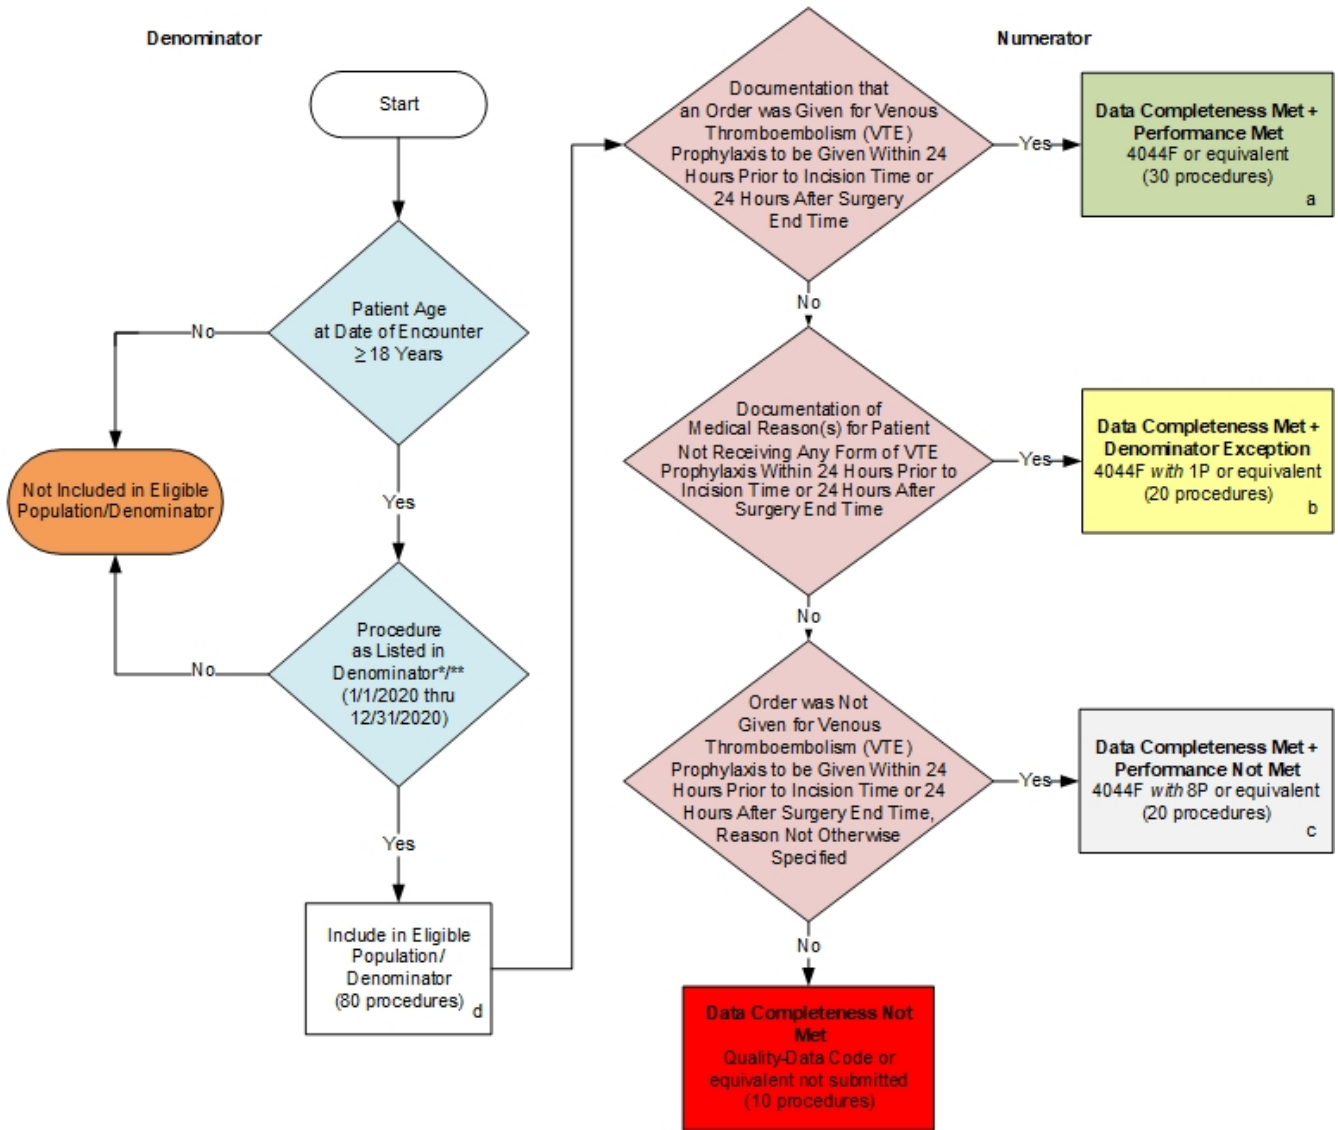 Denominator
Start
Patient Age
at Date of Encounter
≥ 18 Years
No
Yes
Not Included in Eligible
Population/Denominator
Procedure
as Listed in
Denominator*/**
(1/1/2020 thru
12/31/2020)
No
Yes
Include in Eligible
Population/
Denominator
(80 procedures)
d
Numerator
Documentation that
an Order was Given for Venous
Thromboembolism (VTE)
Prophylaxis to be Given Within 24
Hours Prior to Incision Time or
24 Hours After Surgery
End Time
Yes
Data Completeness Met +
Performance Met
4044F or equivalent
(30 procedures)
a
No
Documentation of
Medical Reason(s) for Patient
Not Receiving Any Form of VTE
Prophylaxis Within 24 Hours Prior to
Incision Time or 24 Hours After
Surgery End Time
Yes
Data Completeness Met +
Denominator Exception
4044F with 1P or equivalent
(20 procedures)
b
No
Order was Not
Given for Venous
Thromboembolism (VTE)
Prophylaxis to be Given Within 24
Hours Prior to Incision Time or 24
Hours After Surgery End Time,
Reason Not Otherwise
Specified
Yes
Data Completeness Met +
Performance Not Met
4044F with 8P or equivalent
(20 procedures)
c
No
Data Completeness Not
Met
Quality-Data Code or
equivalent not submitted
(10 procedures)